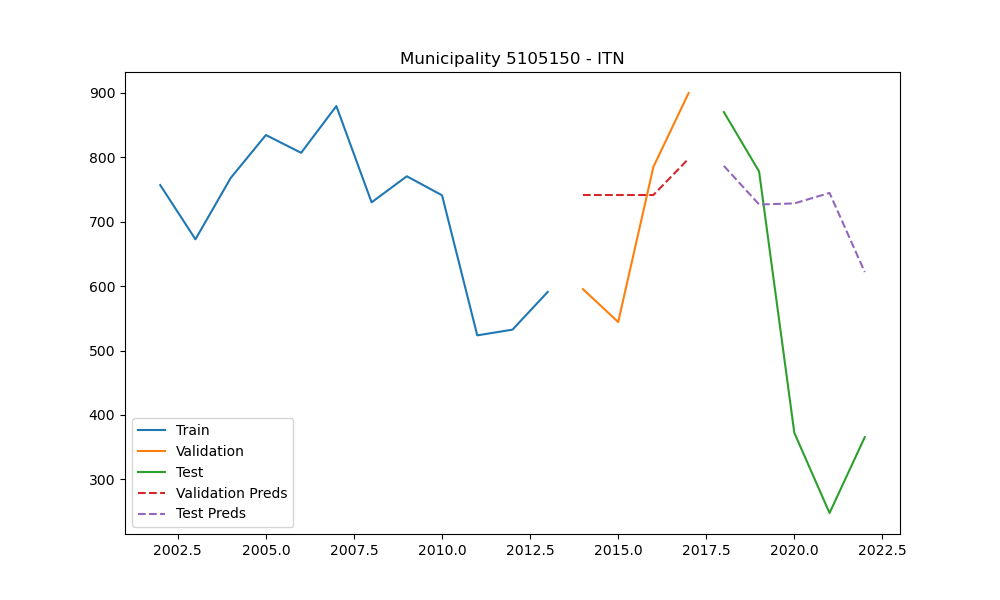 Municipality 5105150 - ITN
900
800
700
600
500
400
300
Train
Validation
Test
Validation Preds
Test Preds
2002.5 2005.0 2007.5 2010.0 2012.5 2015.0 2017.5 2020.0 2022.5